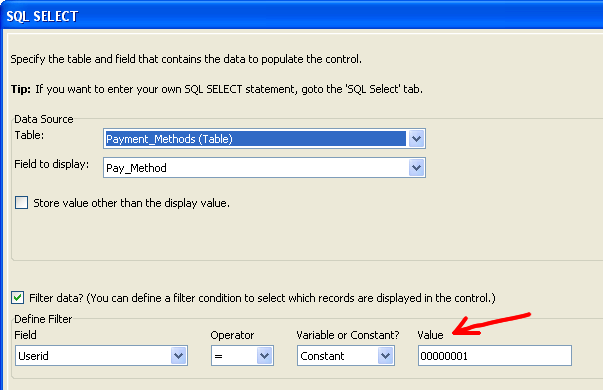 SQL SELECT
Specify the table and field that contains the data to populate the control.
Tip: If you want to enter your own SQL SELECT statement, goto the 'SQL Select' tab.
Data Source
Table: Payment_Methods (Table)
Field to display: Pay_Method
Store value other than the display value.
Filter data? (You can define a filter condition to select which records are displayed in the control.)
Define Filter
Field Operator Variable or Constant? Value
Userid = Constant 00000001